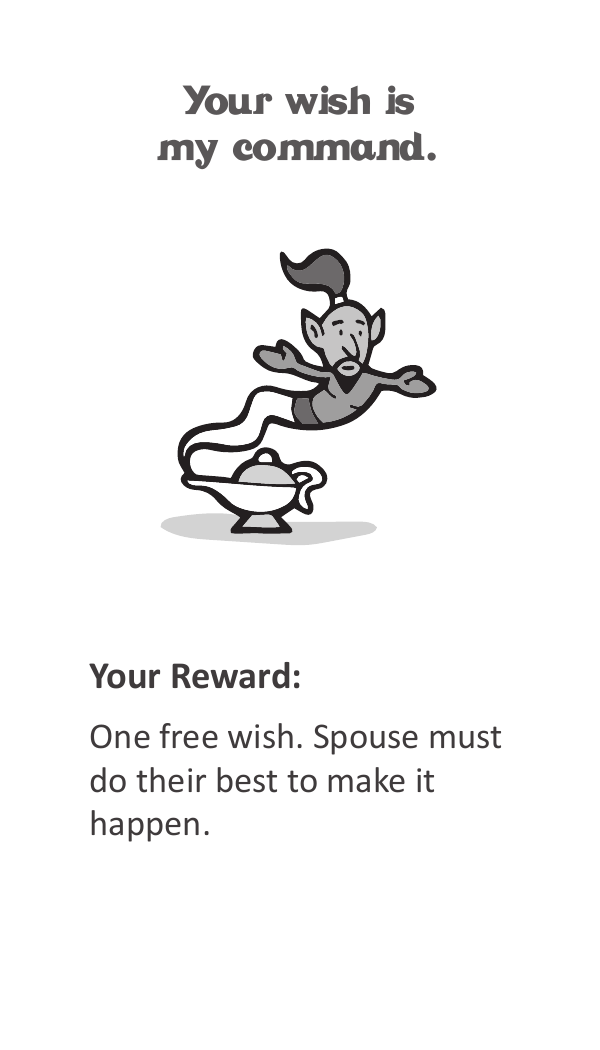 Your wish is
my command.
Your Reward:
One free wish. Spouse must
do their best to make it
happen.